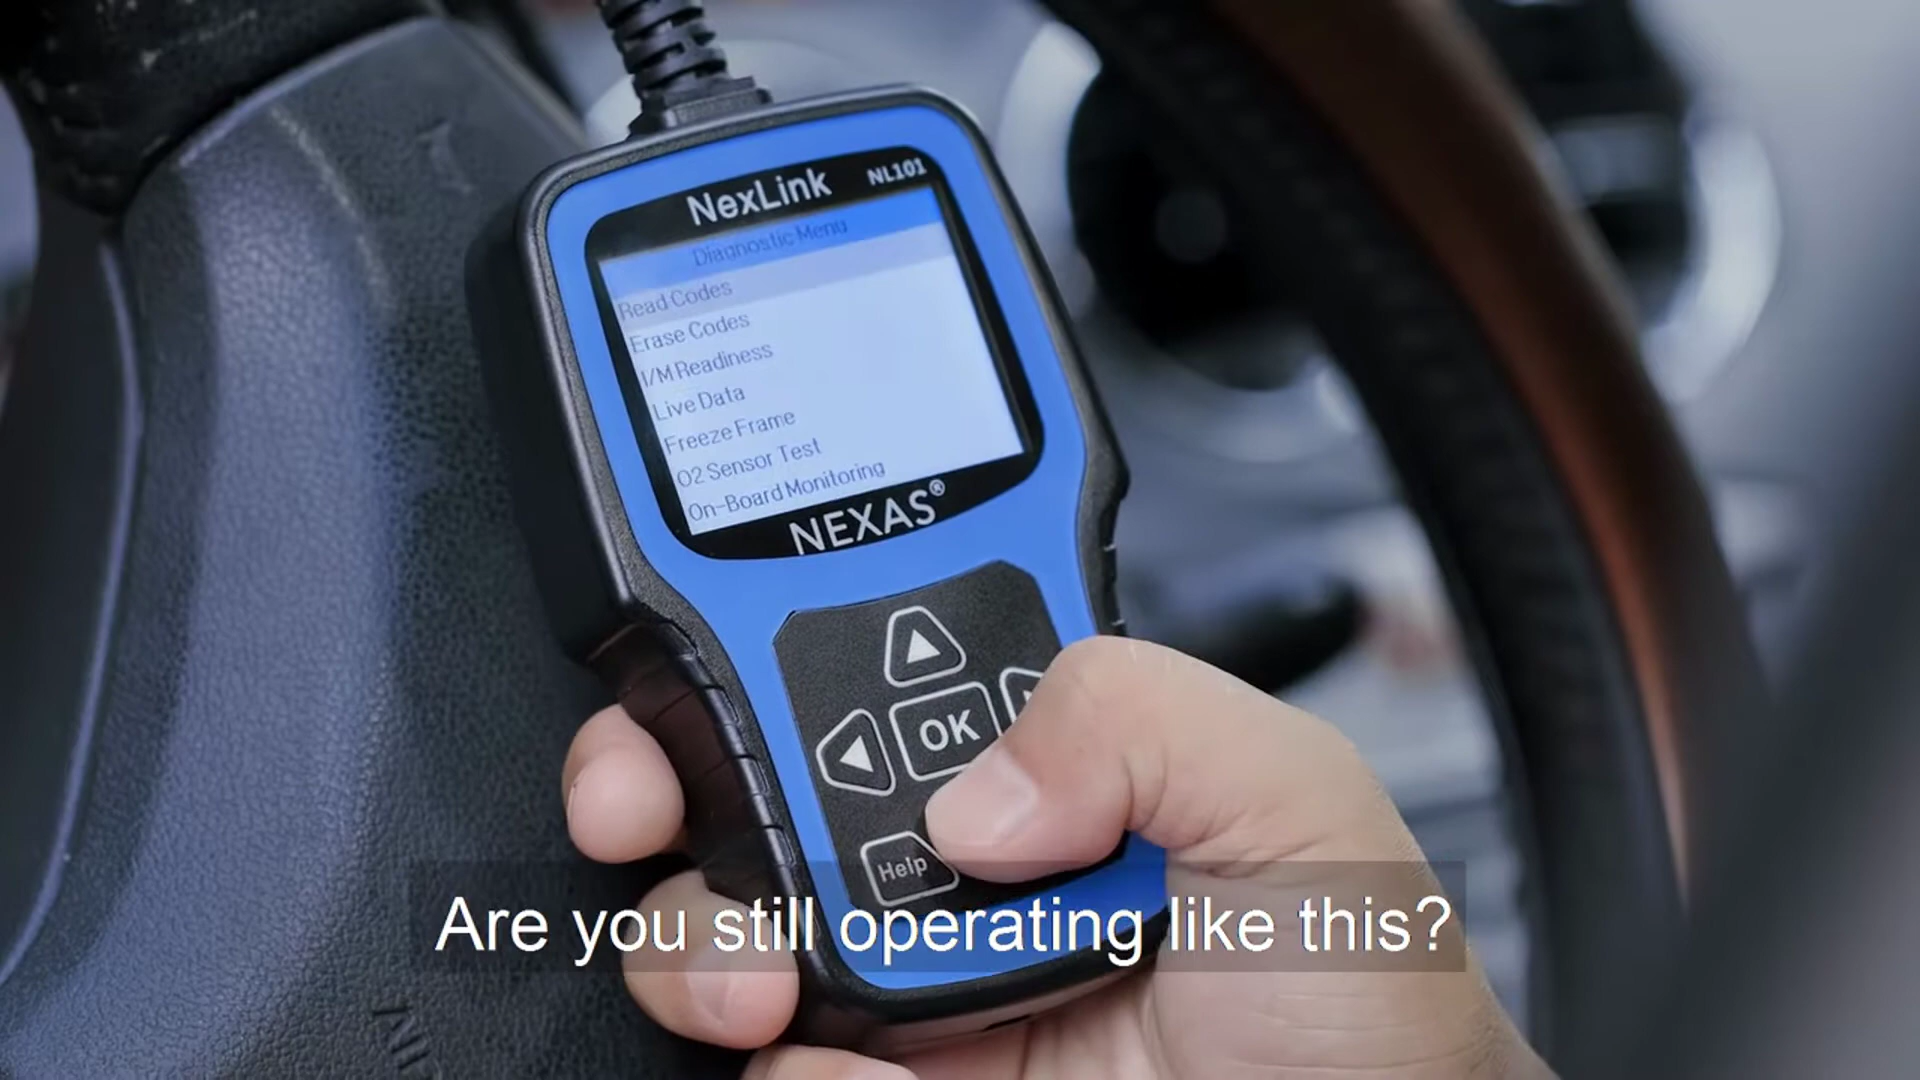 NexLink NL101
Diagnostic Menu
Read Codes
Erase Codes
I/M Readiness
Live Data
Freeze Frame
O2 Sensor Test
On-Board Monitoring
NEXAS®
OK
Help
Are you still operating like this?